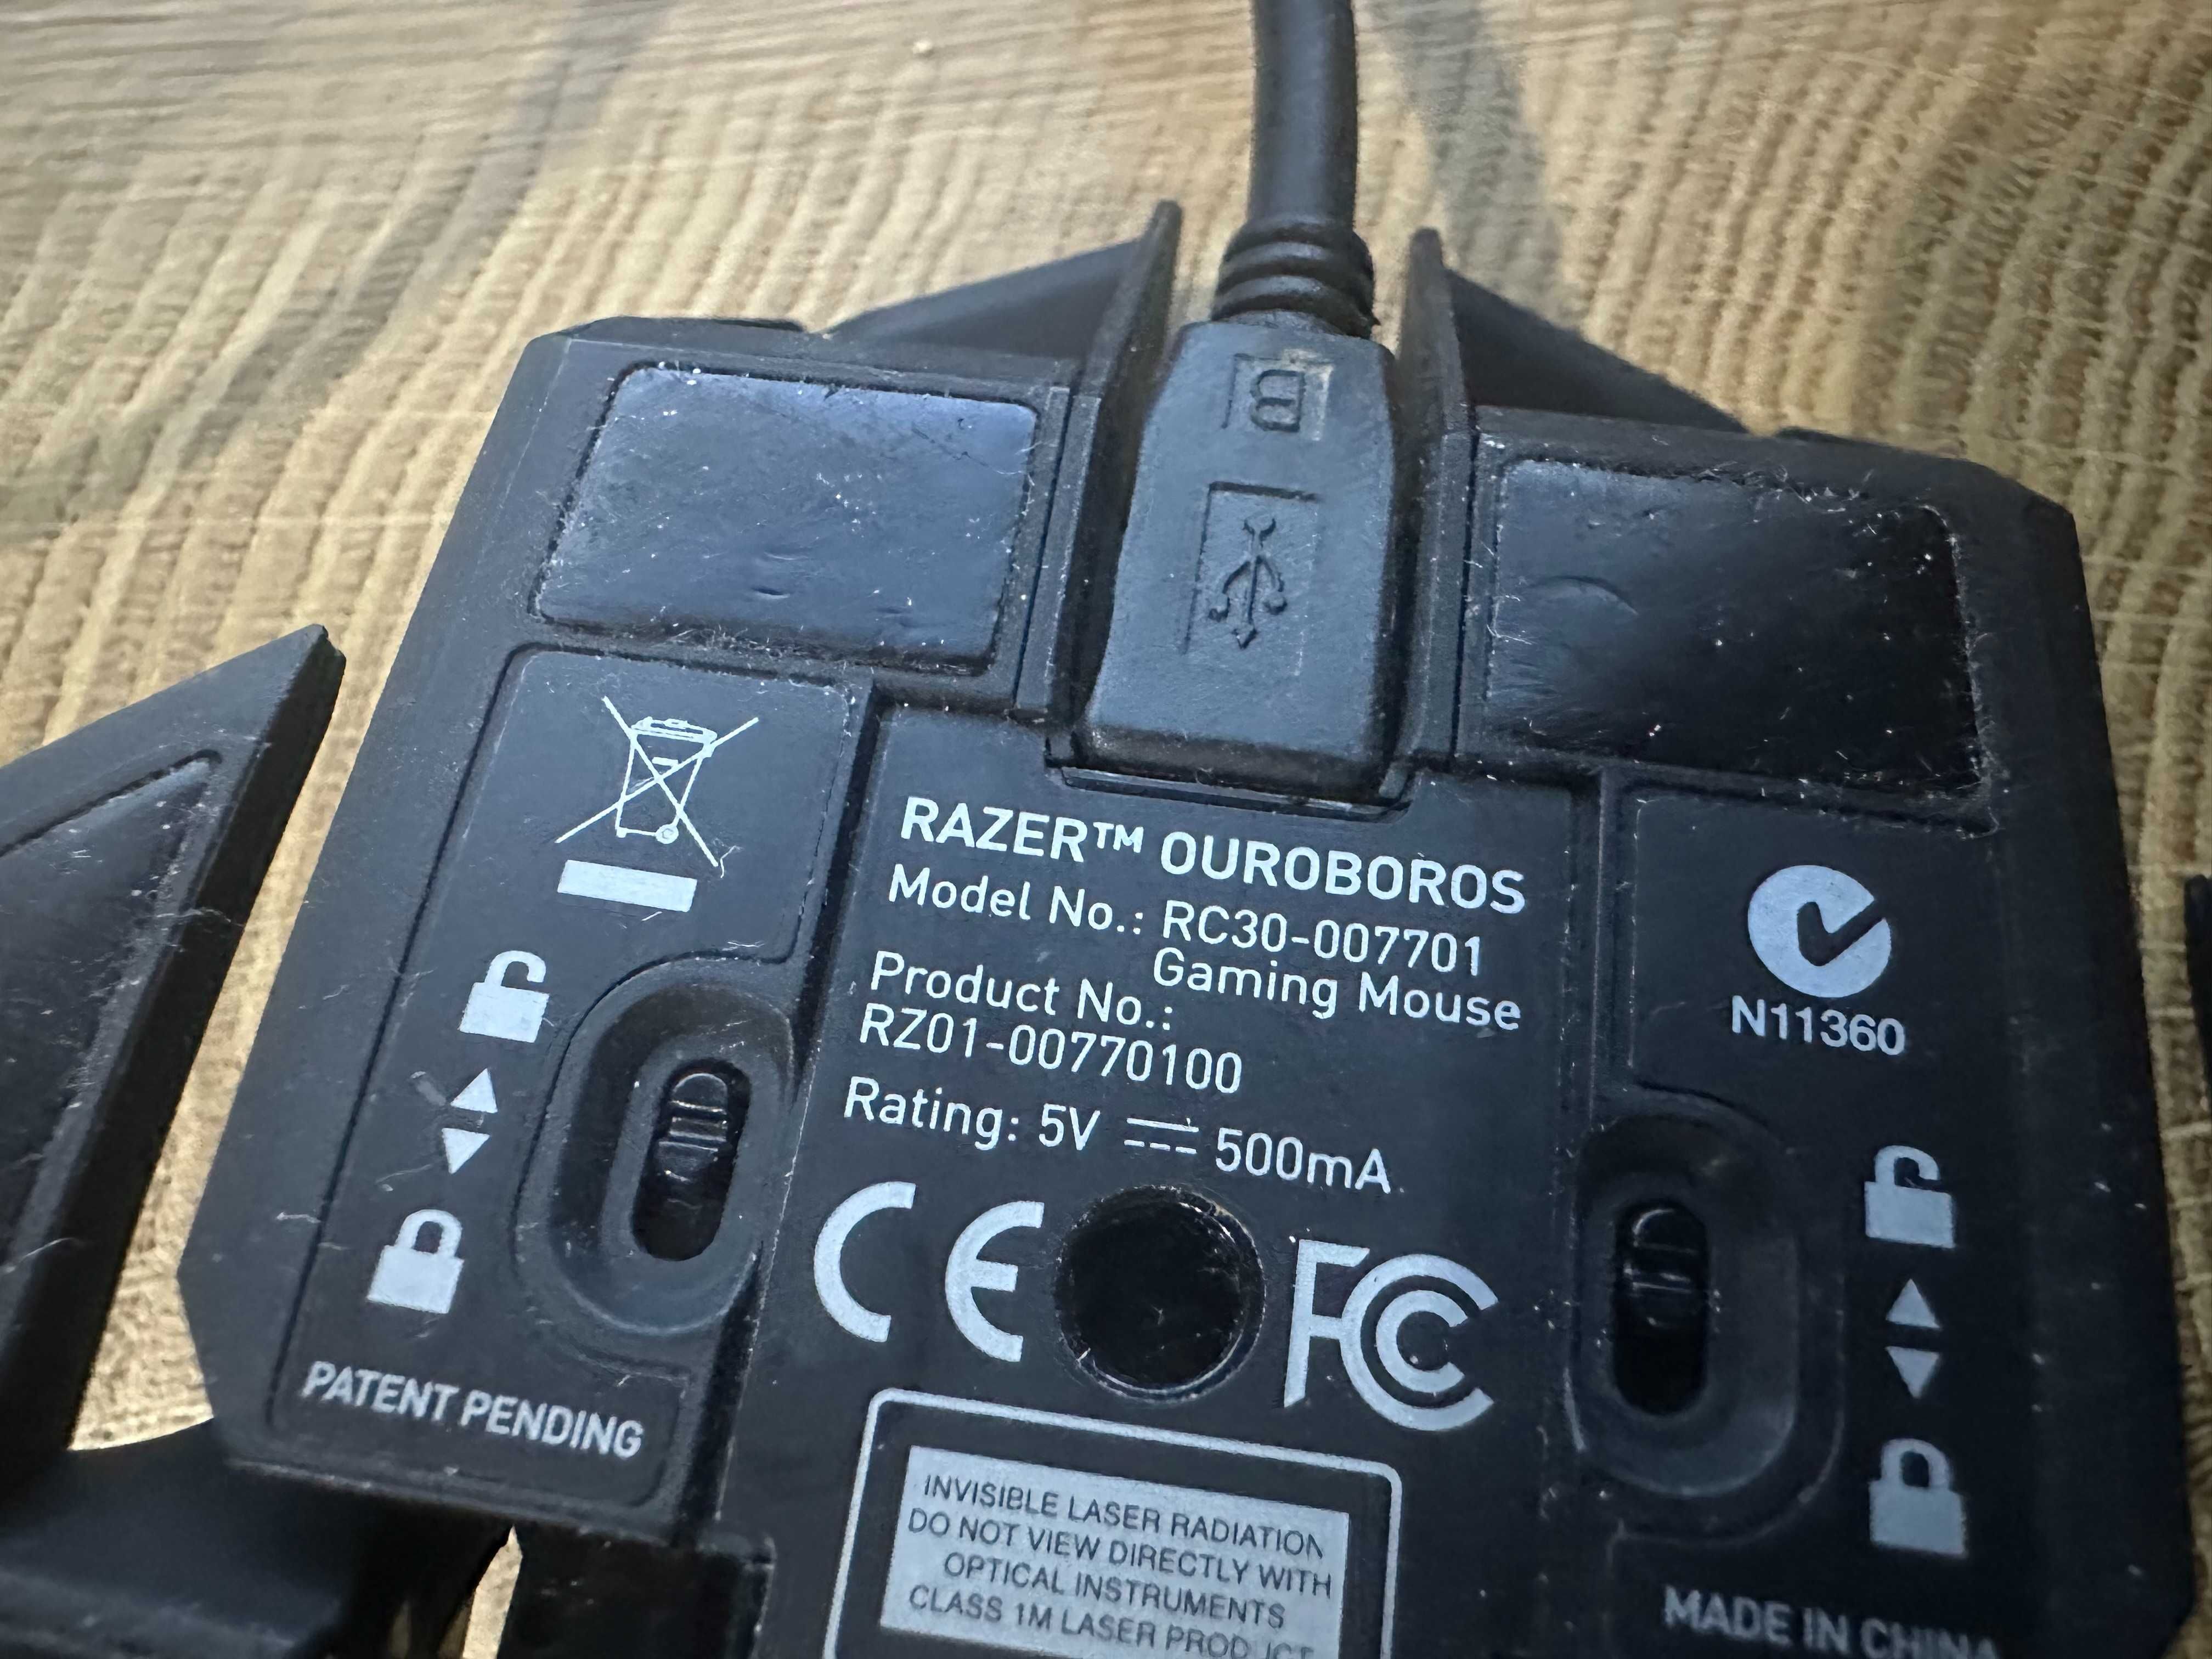 B
RAZER™ OUROBOROS
Model No.: RC30-007701
Gaming Mouse
Product No.:
RZ01-00770100
Rating: 5V ⎓ 500mA
N11360
CE
FC
PATENT PENDING
INVISIBLE LASER RADIATION
DO NOT VIEW DIRECTLY WITH
OPTICAL INSTRUMENTS
CLASS 1M LASER PRODUCT
MADE IN CHINA